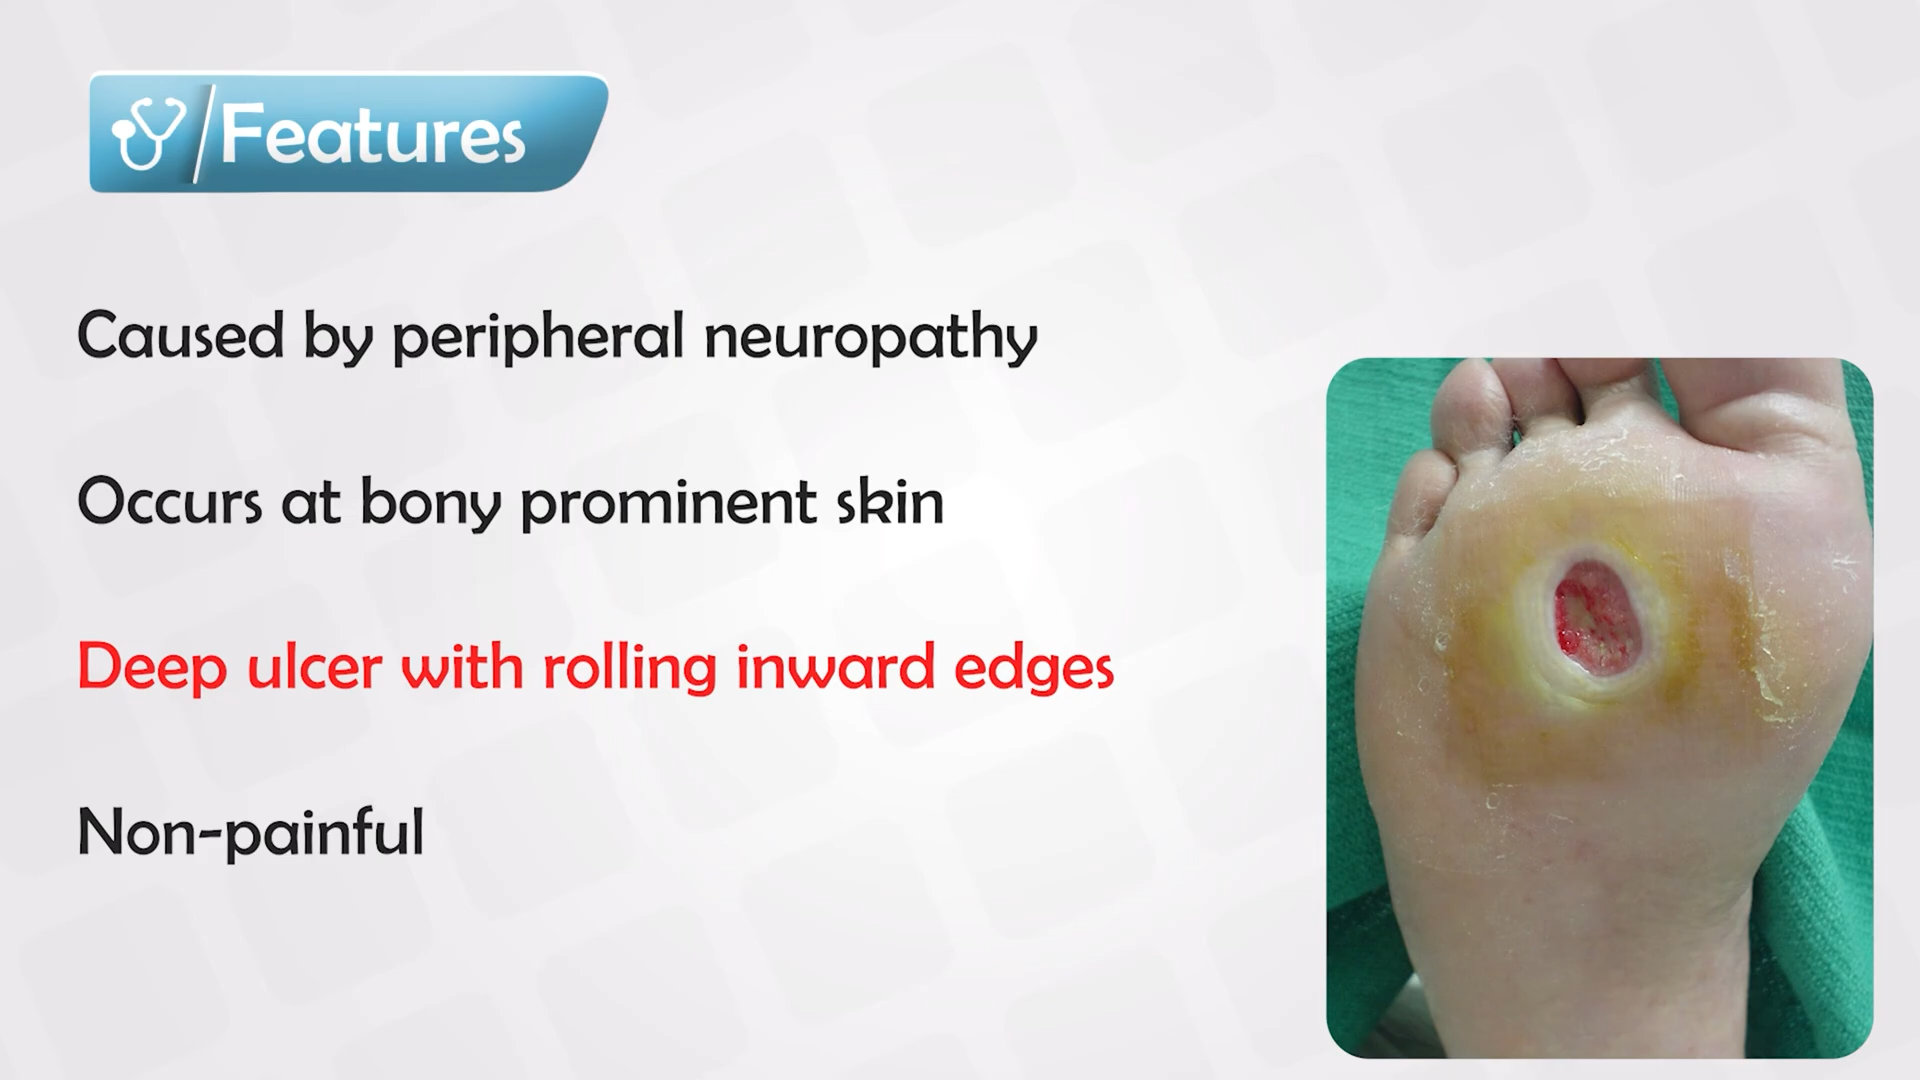 Features
Caused by peripheral neuropathy
Occurs at bony prominent skin
Deep ulcer with rolling inward edges
Non-painful